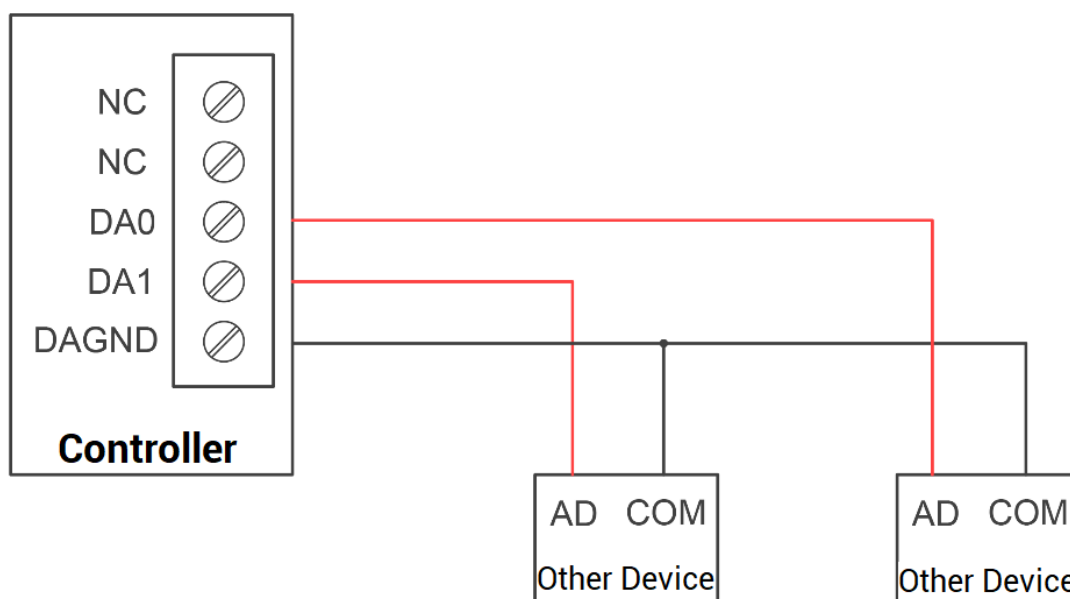 NC
NC
DA0
DA1
DAGND
Controller
AD COM
Other Device
AD COM
Other Device